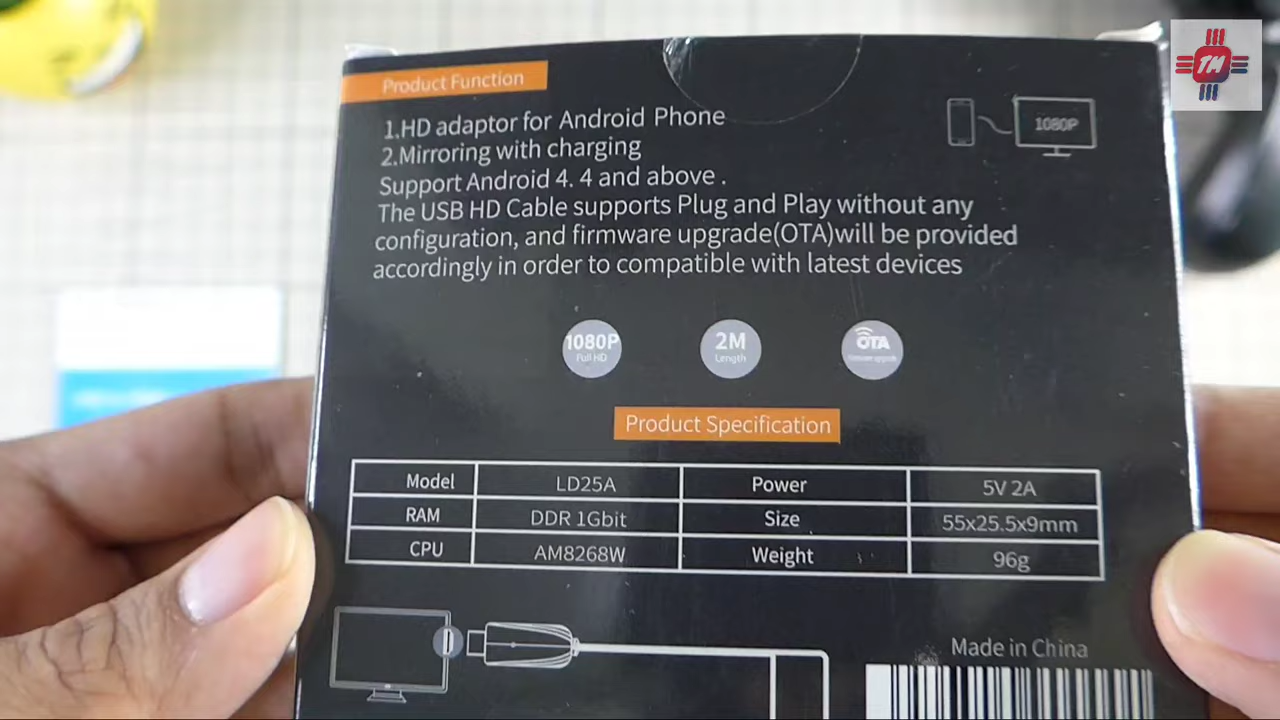 TM
Product Function
1.HD adaptor for Android Phone
2.Mirroring with charging
Support Android 4. 4 and above .
The USB HD Cable supports Plug and Play without any
configuration, and firmware upgrade(OTA)will be provided
accordingly in order to compatible with latest devices
1080P
1080P
Full HD
2M
Length
OTA
Product Specification
Model LD25A Power 5V 2A
RAM DDR 1Gbit Size 55x25.5x9mm
CPU AM8268W Weight 96g
Made in China